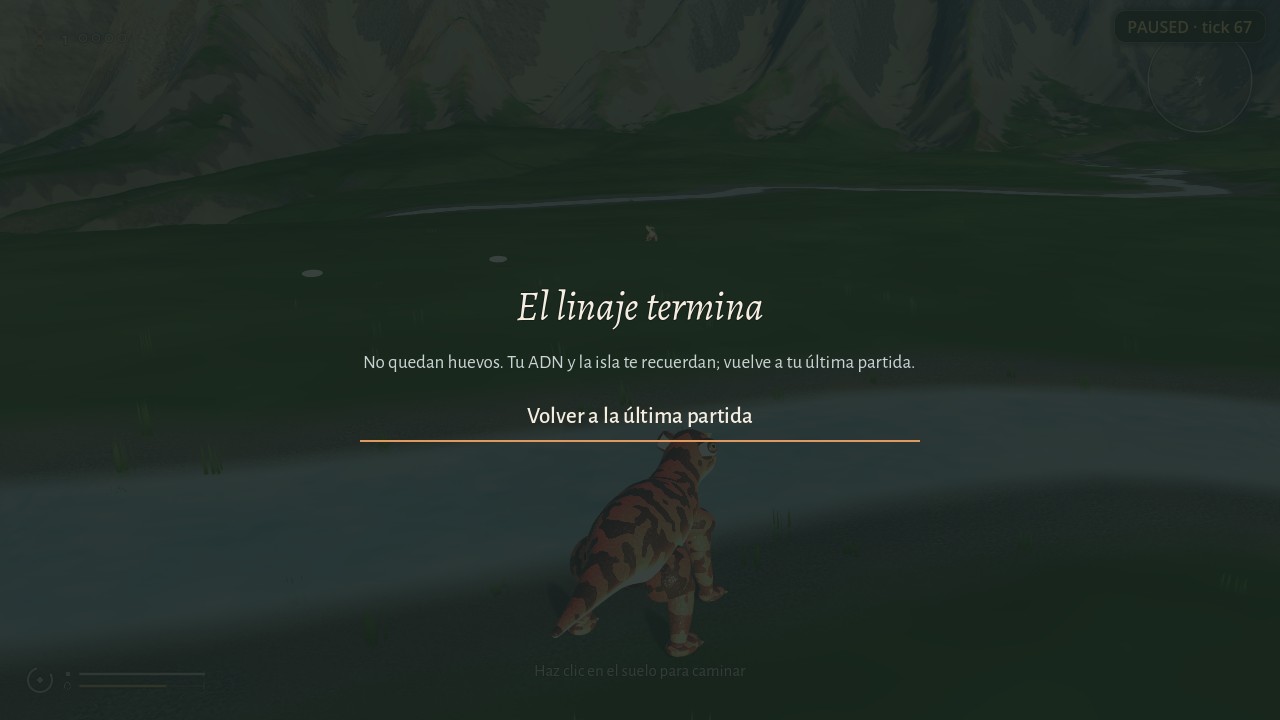 PAUSED · tick 67
El linaje termina
No quedan huevos. Tu ADN y la isla te recuerdan; vuelve a tu última partida.
Volver a la última partida
Haz clic en el suelo para caminar